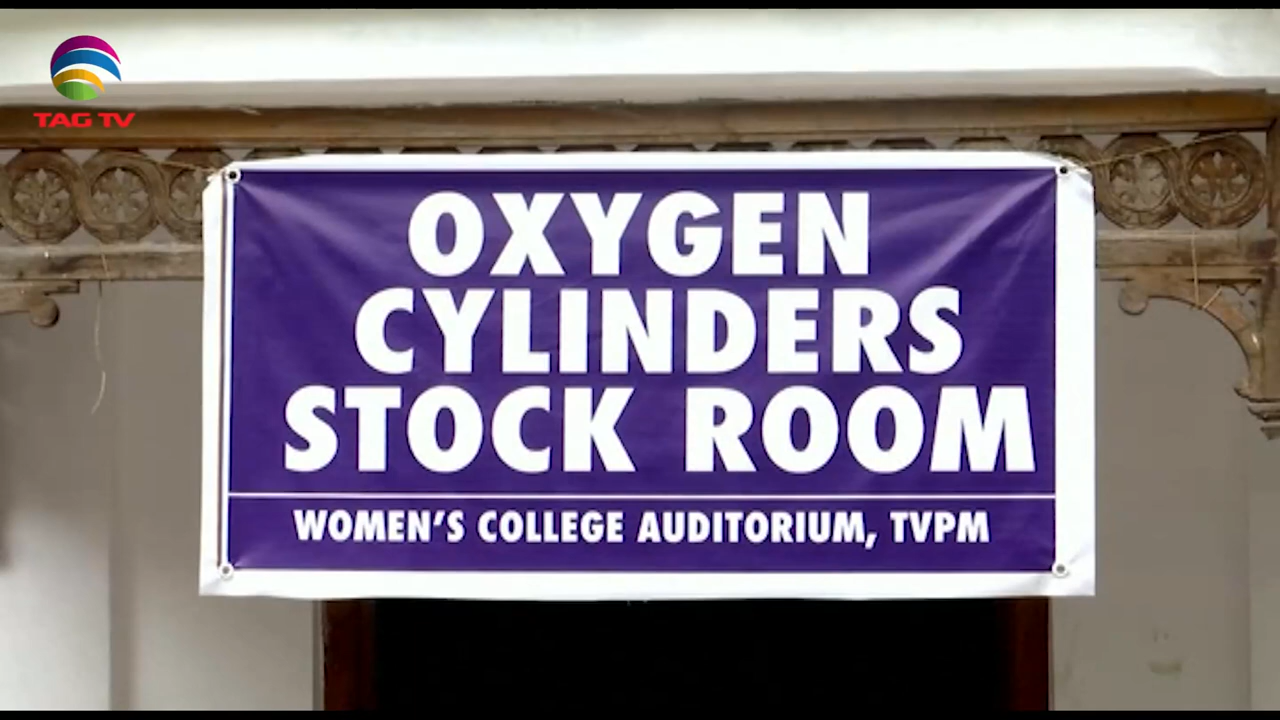 TAG TV
OXYGEN
CYLINDERS
STOCK ROOM
WOMEN'S COLLEGE AUDITORIUM, TVPM